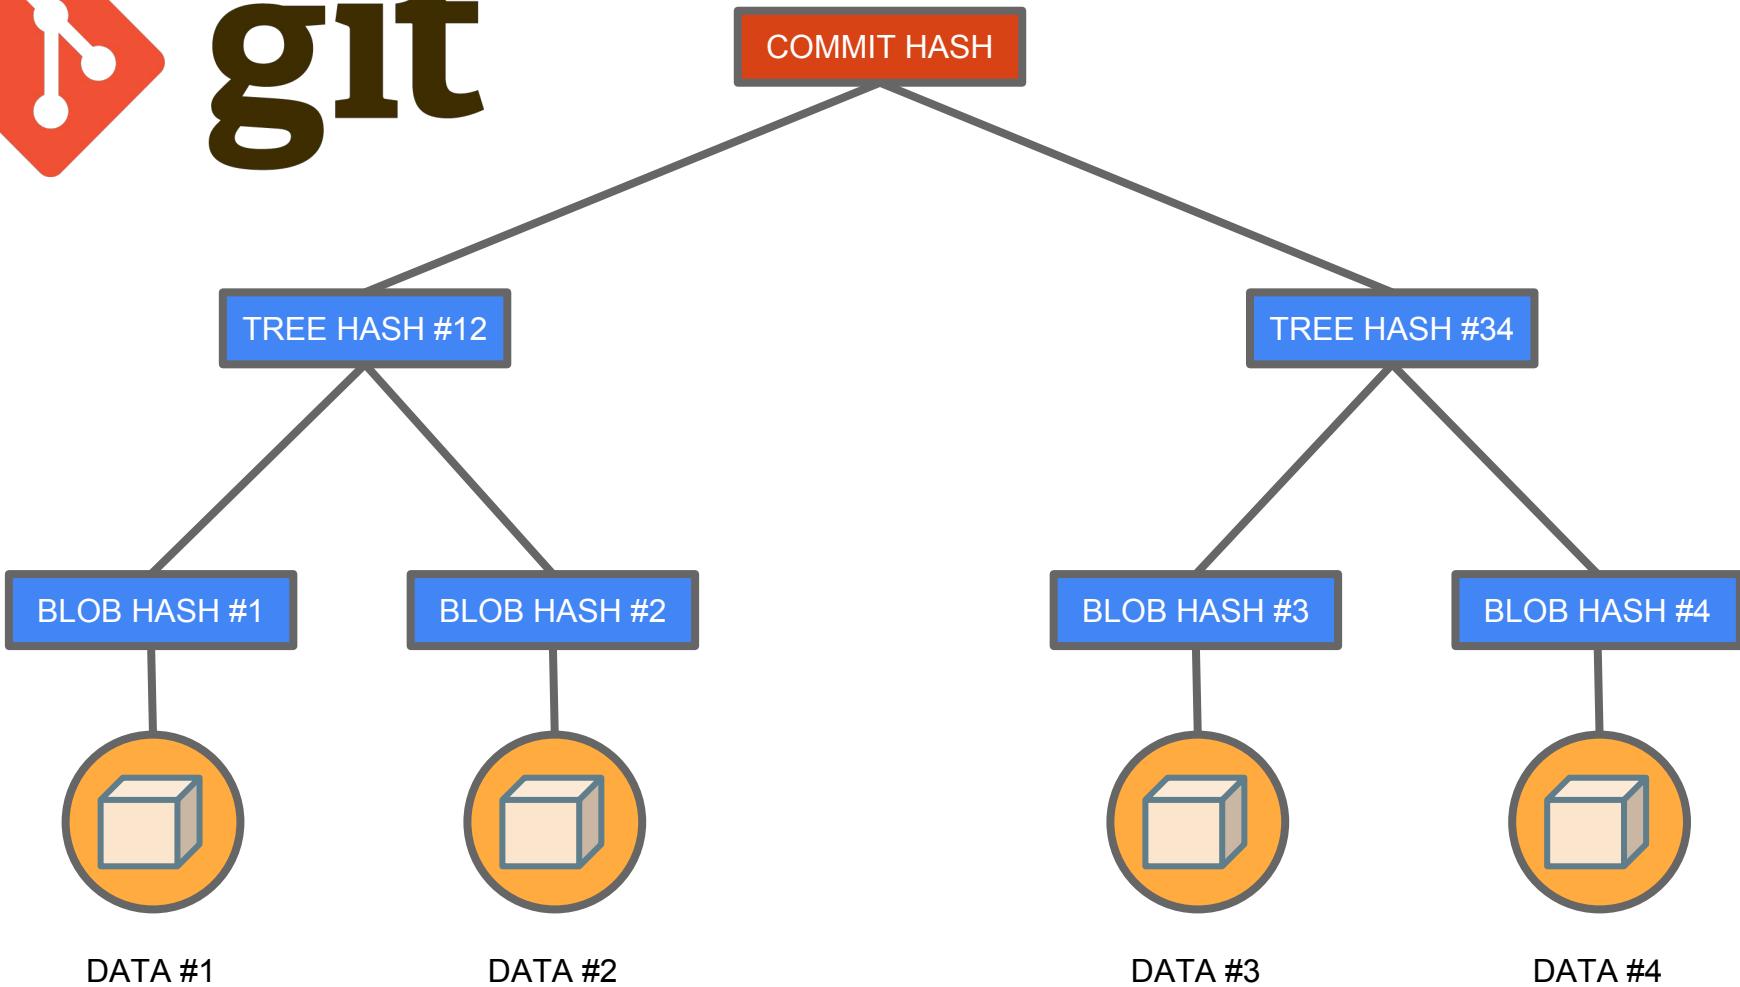 git
COMMIT HASH
TREE HASH #12
TREE HASH #34
BLOB HASH #1
BLOB HASH #2
BLOB HASH #3
BLOB HASH #4
DATA #1
DATA #2
DATA #3
DATA #4